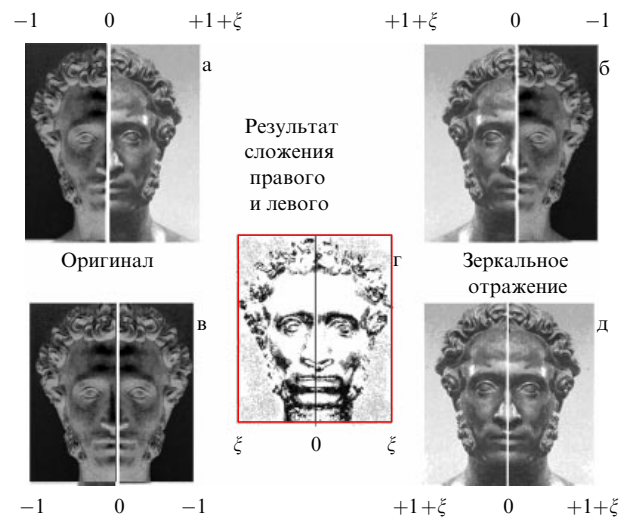 −1 0 +1+ξ
+1+ξ 0 −1
а
б
Результат
сложения
правого
и левого
Оригинал
г
Зеркальное
отражение
в
д
ξ 0 ξ
−1 0 −1
+1+ξ 0 +1+ξ